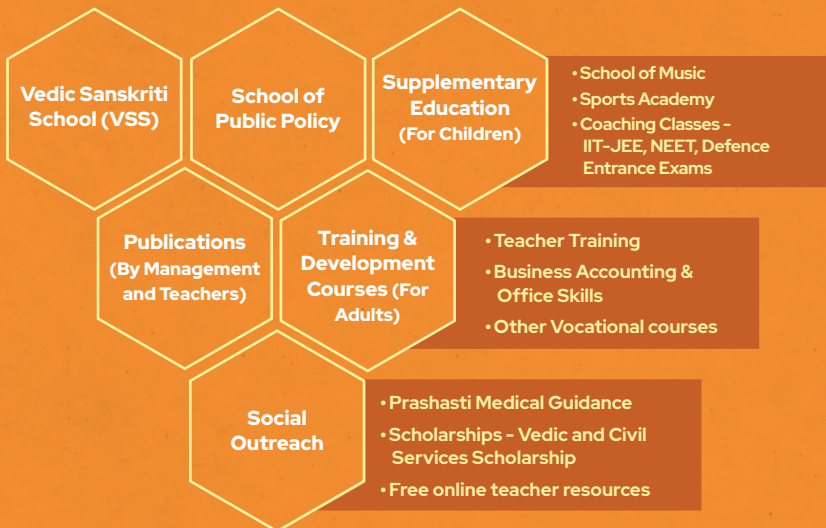 Vedic Sanskriti
School (VSS)
School of
Public Policy
Supplementary
Education
(For Children)
• School of Music
• Sports Academy
• Coaching Classes –
IIT-JEE, NEET, Defence
Entrance Exams
Publications
(By Management
and Teachers)
Training &
Development
Courses (For
Adults)
• Teacher Training
• Business Accounting &
Office Skills
• Other Vocational courses
Social
Outreach
• Prashasti Medical Guidance
• Scholarships – Vedic and Civil
Services Scholarship
• Free online teacher resources